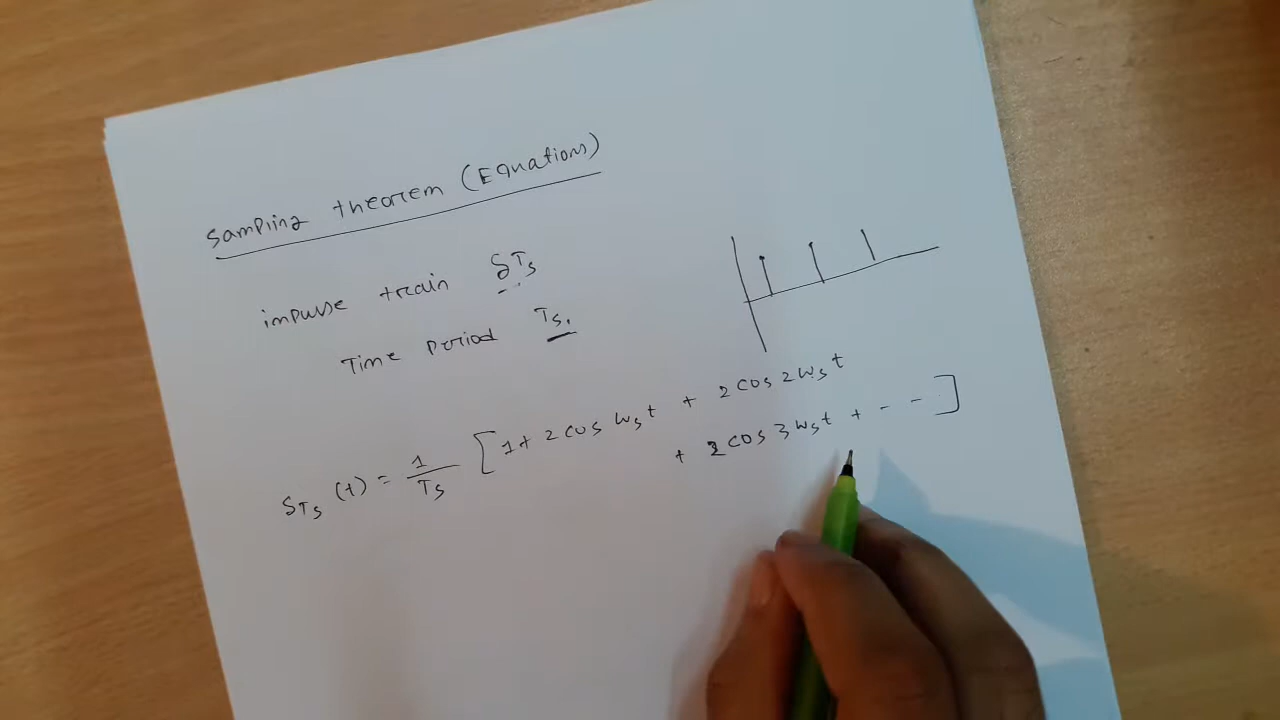 Sampling theorem (Equations)
impulse train δTs
Time period Ts.
δTs (t) = 1/Ts [1+ 2 cos ωst + 2 cos 2ωst
+ 2 cos 3ωst + - - ]